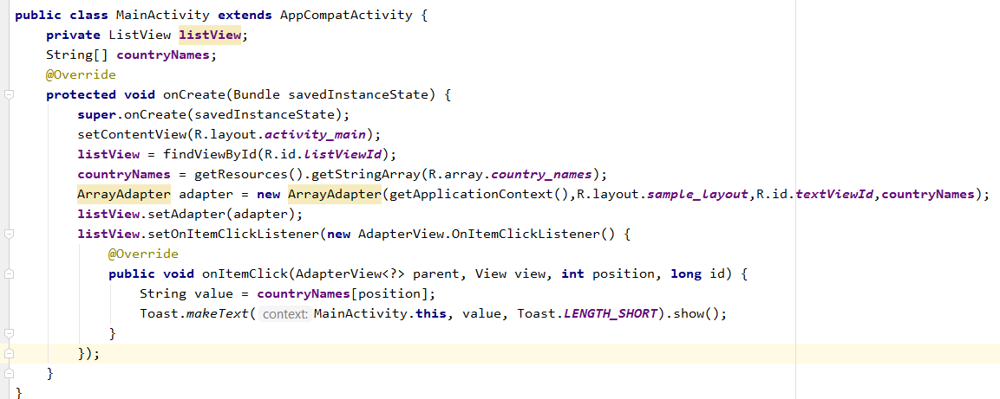 public class MainActivity extends AppCompatActivity {
    private ListView listView;
    String[] countryNames;
    @Override
    protected void onCreate(Bundle savedInstanceState) {
        super.onCreate(savedInstanceState);
        setContentView(R.layout.activity_main);
        listView = findViewById(R.id.listViewId);
        countryNames = getResources().getStringArray(R.array.country_names);
        ArrayAdapter adapter = new ArrayAdapter(getApplicationContext(),R.layout.sample_layout,R.id.textViewId,countryNames);
        listView.setAdapter(adapter);
        listView.setOnItemClickListener(new AdapterView.OnItemClickListener() {
            @Override
            public void onItemClick(AdapterView<?> parent, View view, int position, long id) {
                String value = countryNames[position];
                Toast.makeText( context: MainActivity.this, value, Toast.LENGTH_SHORT).show();
            }
        });
    }
}